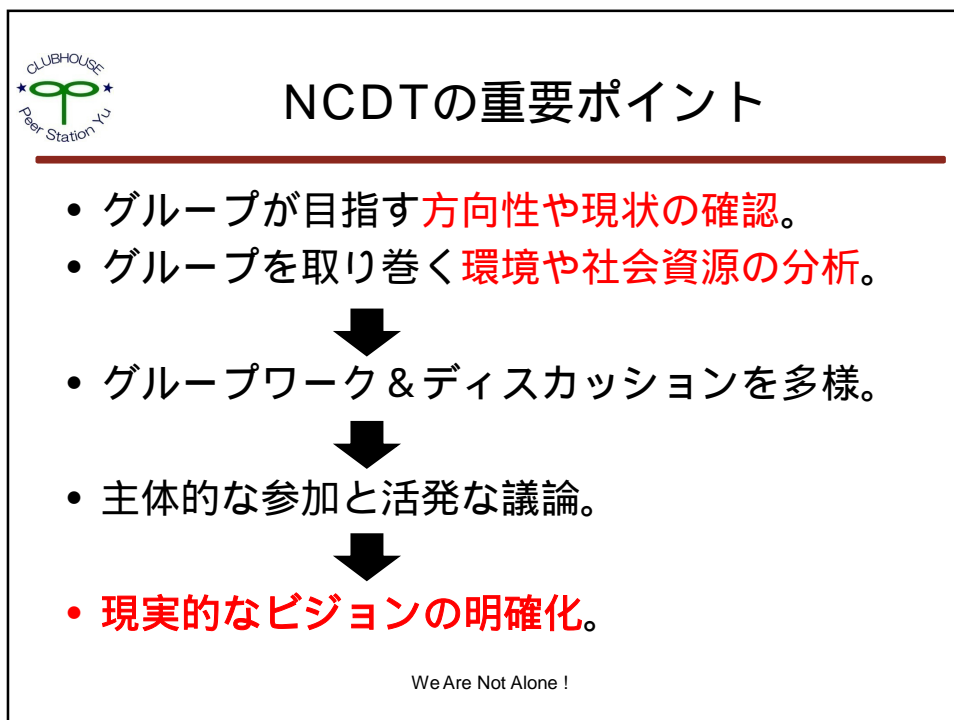 CLUBHOUSE
Peer Station Yu
NCDTの重要ポイント
• グループが目指す方向性や現状の確認。
• グループを取り巻く環境や社会資源の分析。
• グループワーク＆ディスカッションを多様。
• 主体的な参加と活発な議論。
• 現実的なビジョンの明確化。
We Are Not Alone !